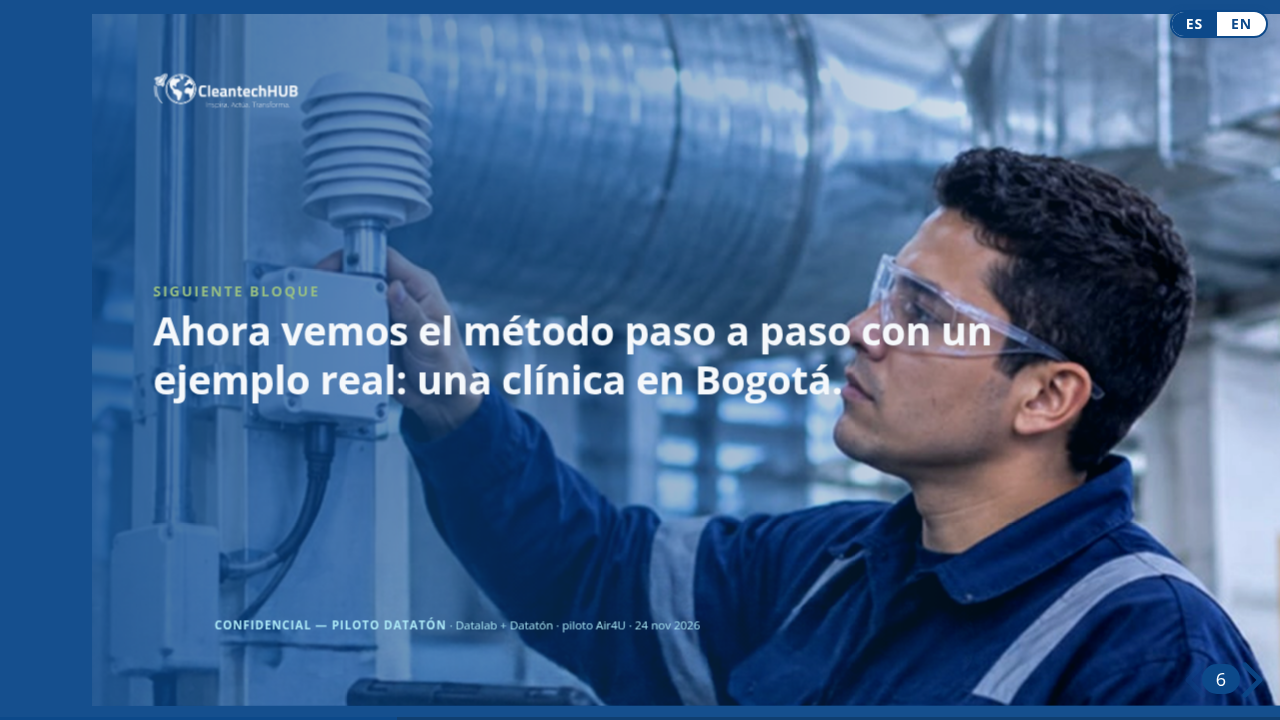 ES EN
CleantechHUB
Inspira. Actúa. Transforma.
SIGUIENTE BLOQUE
Ahora vemos el método paso a paso con un
ejemplo real: una clínica en Bogotá.
CONFIDENCIAL — PILOTO DATATÓN · Datalab + Datatón · piloto Air4U · 24 nov 2026
6